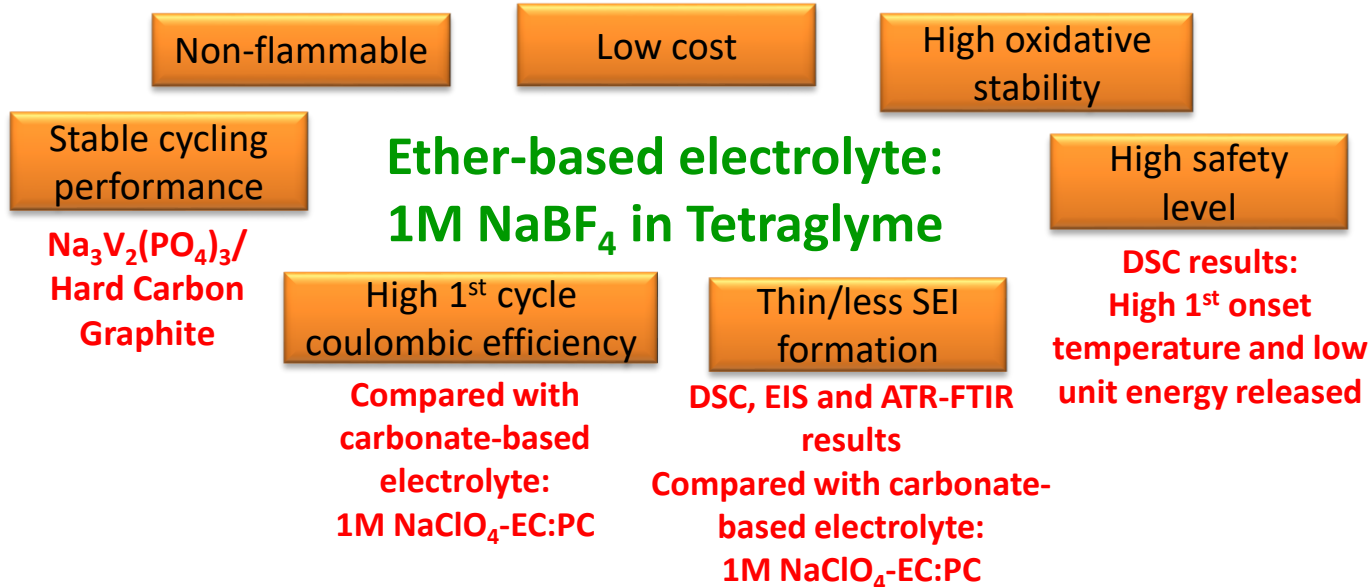 Non-flammable
Low cost
High oxidative
stability
Stable cycling
performance
Na₃V₂(PO₄)₃/
Hard Carbon
Graphite
Ether-based electrolyte:
1M NaBF₄ in Tetraglyme
High safety
level
DSC results:
High 1ˢᵗ onset
temperature and low
unit energy released
High 1ˢᵗ cycle
coulombic efficiency
Compared with
carbonate-based
electrolyte:
1M NaClO₄-EC:PC
Thin/less SEI
formation
DSC, EIS and ATR-FTIR
results
Compared with carbonate-
based electrolyte:
1M NaClO₄-EC:PC